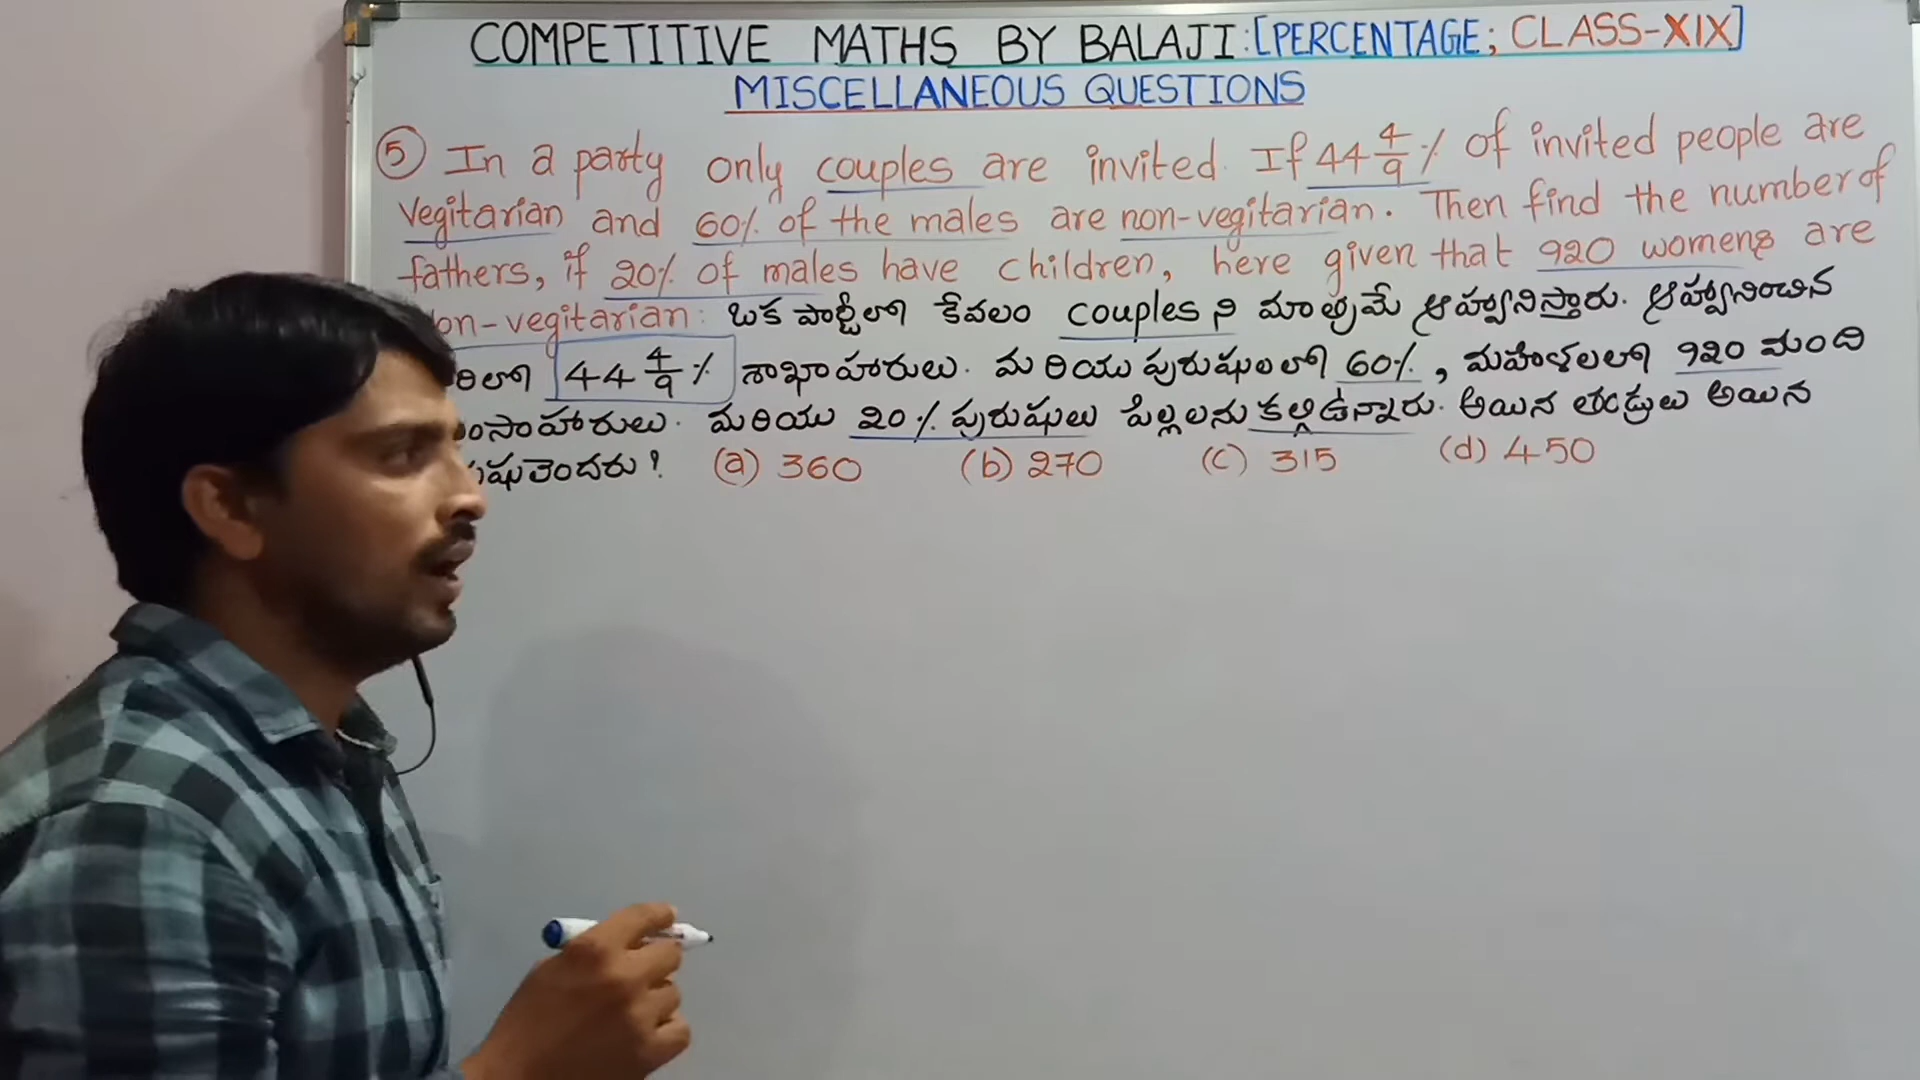 COMPETITIVE MATHS BY BALAJI:[PERCENTAGE; CLASS-XIX]
MISCELLANEOUS QUESTIONS
⑤ In a party only couples are invited. If 44 4/9 % of invited people are
vegitarian and 60% of the males are non-vegitarian. Then find the number of
fathers, if 20% of males have children, here given that 920 womens are
on-vegitarian: ఒక పార్టీలో కేవలం couples ని మాత్రమే ఆహ్వానిస్తారు. ఆహ్వానించిన
రిలో 44 4/9 % శాఖాహారులు. మరియు పురుషులలో 60%, మహిళలలో 920 మంది
ంసాహారులు. మరియు 20% పురుషులు పిల్లలను కల్గిఉన్నారు. అయిన తండ్రులు అయిన
షులెందరు? (a) 360 (b) 270 (c) 315 (d) 450